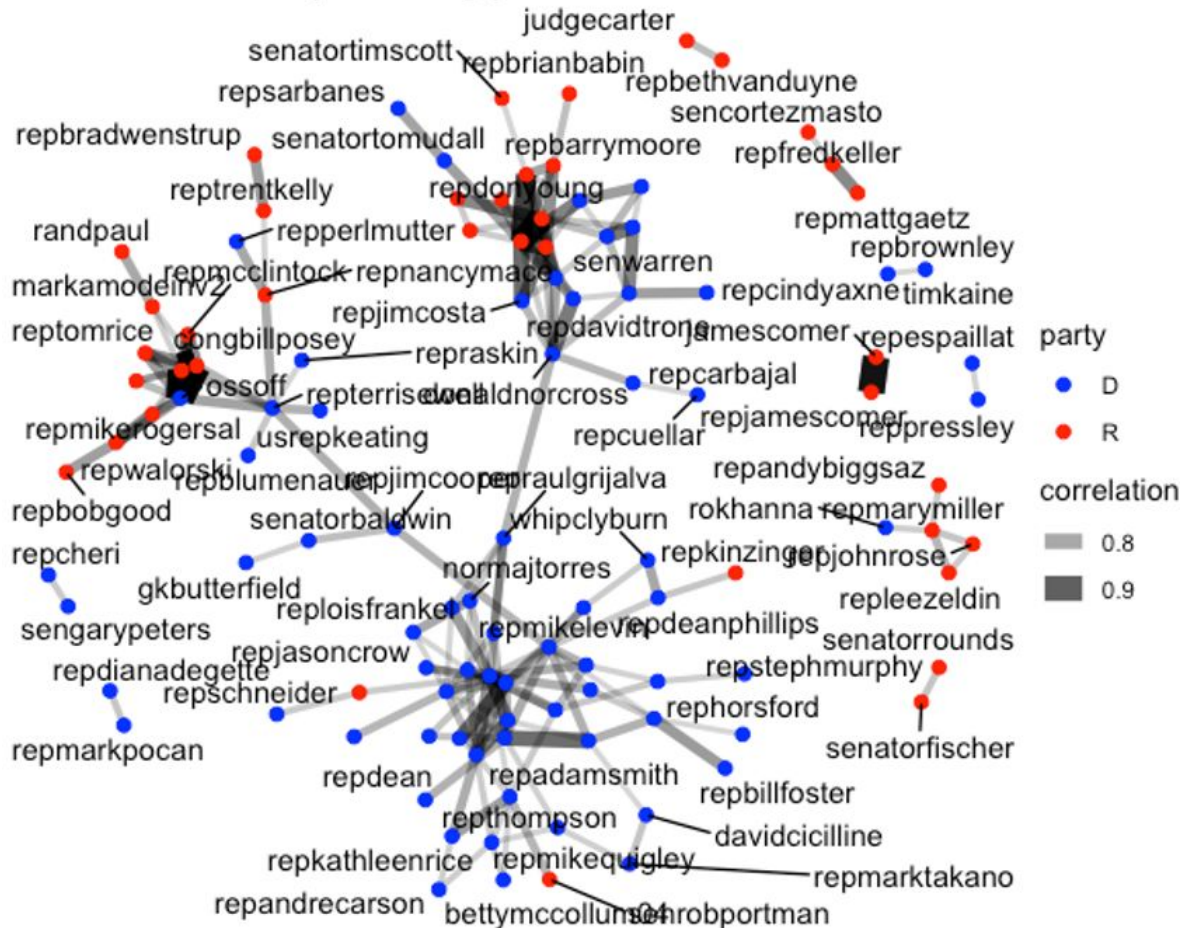 judgecarter
senatortimscott
repbrianbabin
repbethvanduyne
repsarbanes
sencortezmasto
repbradwenstrup
senatortomudall
repbarrymoore
repfredkeller
reptrentkelly
repdonyoung
repmattgaetz
randpaul
repperlmutter
repbrownley
repmcclintock
repnancymace
senwarren
markamodeinv2
repjimcosta
repcindyaxne
timkaine
reptomrice
congbillposey
repdavidtrone
jamescomer
repespaillat
party
repraskin
ossoff
repterrisewell
donaldnorcross
repcarbajal
D
repjamescomer
reppressley
repmikerogersal
usrepkeating
repcuellar
R
repwalorski
repblumenauer
repjimcooper
repraulgrijalva
repandybiggsaz
correlation
repbobgood
senatorbaldwin
whipclyburn
rokhanna
repmarymiller
0.8
repcheri
repkinzinger
repjohnrose
gkbutterfield
normajtorres
0.9
reploisfrankel
repleezeldin
sengarypeters
repmikelevin
repdeanphillips
senatorrounds
repjasoncrow
repdianadegette
repstephmurphy
repschneider
rephorsford
repmarkpocan
senatorfischer
repdean
repadamsmith
repbillfoster
repthompson
davidcicilline
repkathleenrice
repmikequigley
repmarktakano
repandrecarson
bettymccollum04
senrobportman